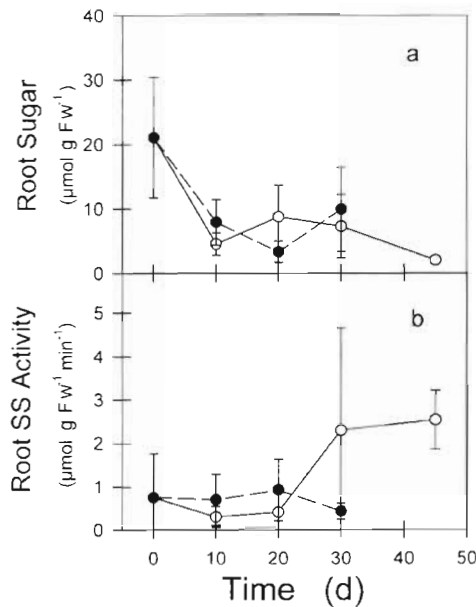 40
a
30
20
10
0
Root Sugar
(µmol g Fw⁻¹)
5
b
4
3
2
1
0
Root SS Activity
(µmol g Fw⁻¹ min⁻¹)
0 10 20 30 40 50
Time (d)